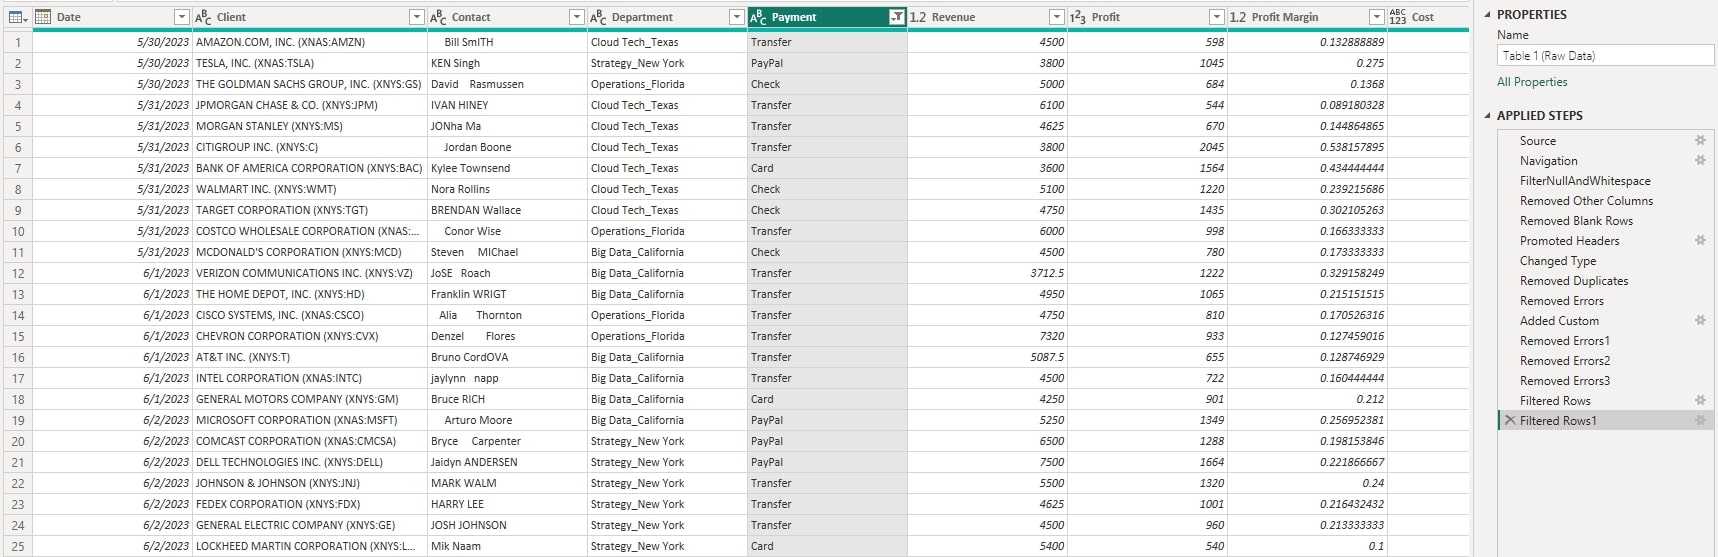 Date Client Contact Department Payment Revenue Profit Profit Margin Cost
1 5/30/2023 AMAZON.COM, INC. (XNAS:AMZN) Bill SmITH Cloud Tech_Texas Transfer 4500 598 0.132888889
2 5/30/2023 TESLA, INC. (XNAS:TSLA) KEN Singh Strategy_New York PayPal 3800 1045 0.275
3 5/30/2023 THE GOLDMAN SACHS GROUP, INC. (XNYS:GS) David Rasmussen Operations_Florida Check 5000 684 0.1368
4 5/31/2023 JPMORGAN CHASE & CO. (XNYS:JPM) IVAN HINEY Cloud Tech_Texas Transfer 6100 544 0.089180328
5 5/31/2023 MORGAN STANLEY (XNYS:MS) JONha Ma Cloud Tech_Texas Transfer 4625 670 0.144864865
6 5/31/2023 CITIGROUP INC. (XNYS:C) Jordan Boone Cloud Tech_Texas Transfer 3800 2045 0.538157895
7 5/31/2023 BANK OF AMERICA CORPORATION (XNYS:BAC) Kylee Townsend Cloud Tech_Texas Card 3600 1564 0.434444444
8 5/31/2023 WALMART INC. (XNYS:WMT) Nora Rollins Cloud Tech_Texas Check 5100 1220 0.239215686
9 5/31/2023 TARGET CORPORATION (XNYS:TGT) BRENDAN Wallace Cloud Tech_Texas Check 4750 1435 0.302105263
10 5/31/2023 COSTCO WHOLESALE CORPORATION (XNAS:... Conor Wise Operations_Florida Transfer 6000 998 0.166333333
11 5/31/2023 MCDONALD'S CORPORATION (XNYS:MCD) Steven MIChael Big Data_California Check 4500 780 0.173333333
12 6/1/2023 VERIZON COMMUNICATIONS INC. (XNYS:VZ) JoSE Roach Big Data_California Transfer 3712.5 1222 0.329158249
13 6/1/2023 THE HOME DEPOT, INC. (XNYS:HD) Franklin WRIGT Big Data_California Transfer 4950 1065 0.215151515
14 6/1/2023 CISCO SYSTEMS, INC. (XNAS:CSCO) Alia Thornton Operations_Florida Transfer 4750 810 0.170526316
15 6/1/2023 CHEVRON CORPORATION (XNYS:CVX) Denzel Flores Operations_Florida Transfer 7320 933 0.127459016
16 6/1/2023 AT&T INC. (XNYS:T) Bruno CordOVA Big Data_California Transfer 5087.5 655 0.128746929
17 6/1/2023 INTEL CORPORATION (XNAS:INTC) jaylynn napp Big Data_California Transfer 4500 722 0.160444444
18 6/1/2023 GENERAL MOTORS COMPANY (XNYS:GM) Bruce RICH Big Data_California Card 4250 901 0.212
19 6/2/2023 MICROSOFT CORPORATION (XNAS:MSFT) Arturo Moore Big Data_California PayPal 5250 1349 0.256952381
20 6/2/2023 COMCAST CORPORATION (XNAS:CMCSA) Bryce Carpenter Strategy_New York PayPal 6500 1288 0.198153846
21 6/2/2023 DELL TECHNOLOGIES INC. (XNYS:DELL) Jaidyn ANDERSEN Strategy_New York PayPal 7500 1664 0.221866667
22 6/2/2023 JOHNSON & JOHNSON (XNYS:JNJ) MARK WALM Strategy_New York Transfer 5500 1320 0.24
23 6/2/2023 FEDEX CORPORATION (XNYS:FDX) HARRY LEE Strategy_New York Transfer 4625 1001 0.216432432
24 6/2/2023 GENERAL ELECTRIC COMPANY (XNYS:GE) JOSH JOHNSON Strategy_New York Transfer 4500 960 0.213333333
25 6/2/2023 LOCKHEED MARTIN CORPORATION (XNYS:L... Mik Naam Strategy_New York Card 5400 540 0.1
PROPERTIES
Name
Table 1 (Raw Data)
All Properties
APPLIED STEPS
Source
Navigation
FilterNullAndWhitespace
Removed Other Columns
Removed Blank Rows
Promoted Headers
Changed Type
Removed Duplicates
Removed Errors
Added Custom
Removed Errors1
Removed Errors2
Removed Errors3
Filtered Rows
Filtered Rows1